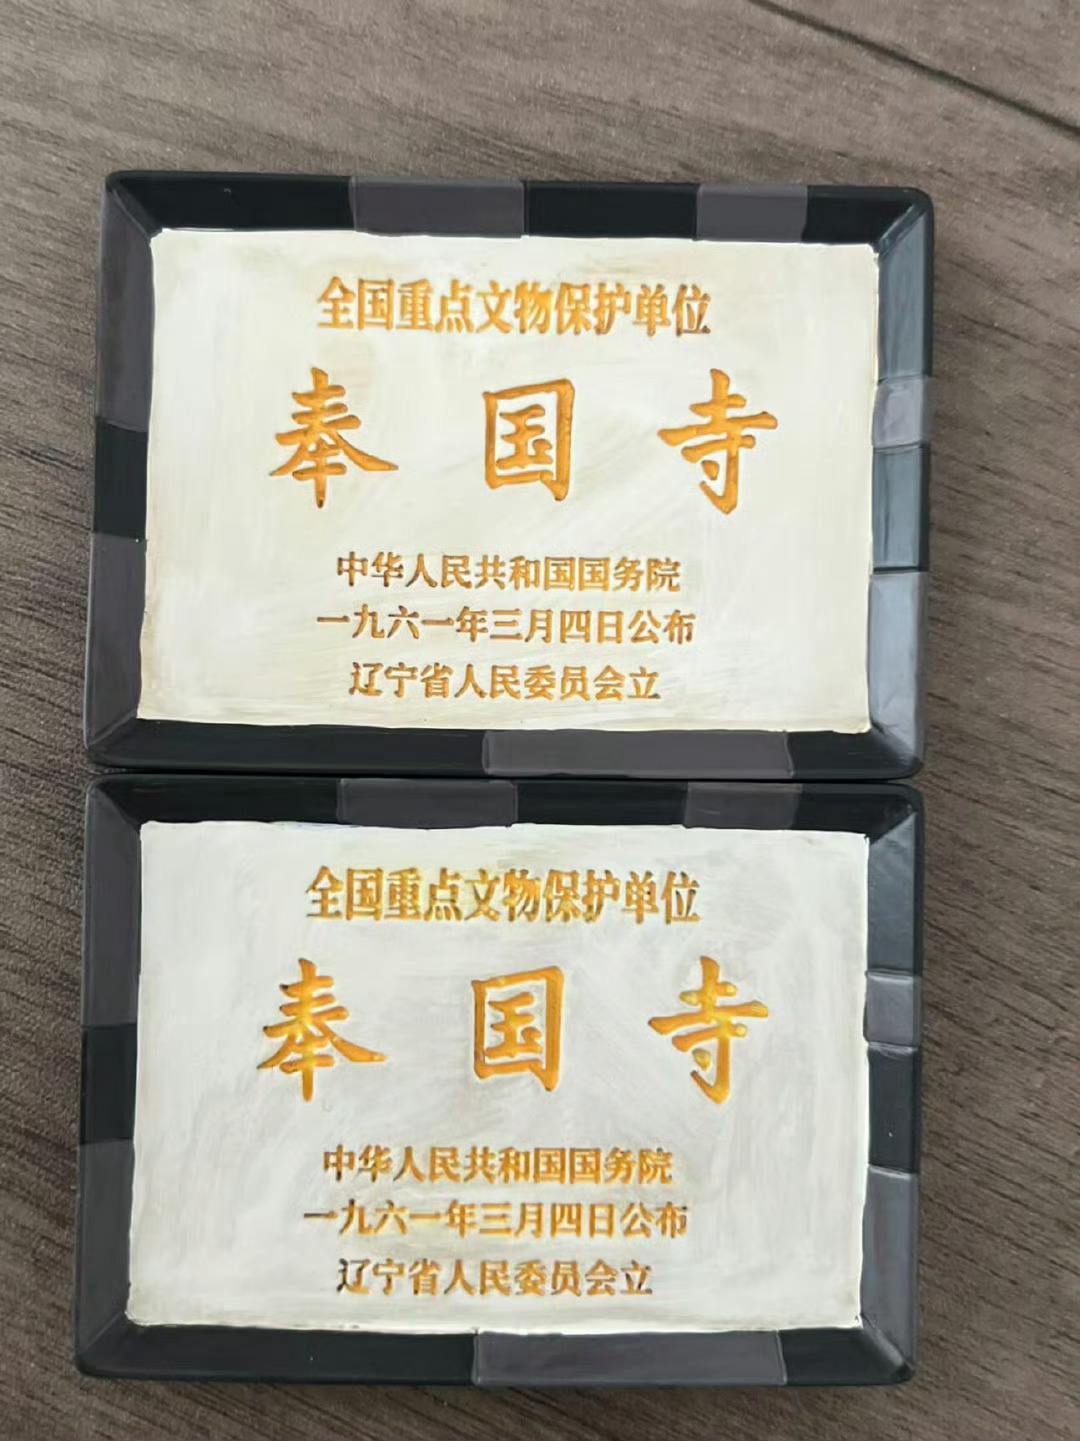 全国重点文物保护单位
奉国寺
中华人民共和国国务院
一九六一年三月四日公布
辽宁省人民委员会立
全国重点文物保护单位
奉国寺
中华人民共和国国务院
一九六一年三月四日公布
辽宁省人民委员会立